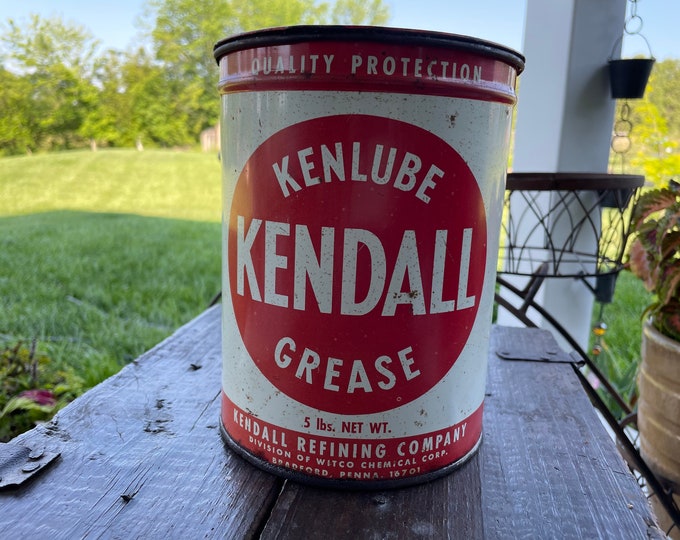 QUALITY PROTECTION
KENLUBE
KENDALL
GREASE
5 lbs. NET WT.
KENDALL REFINING COMPANY
DIVISION OF WITCO CHEMICAL CORP.
BRADFORD, PENNA. 16701